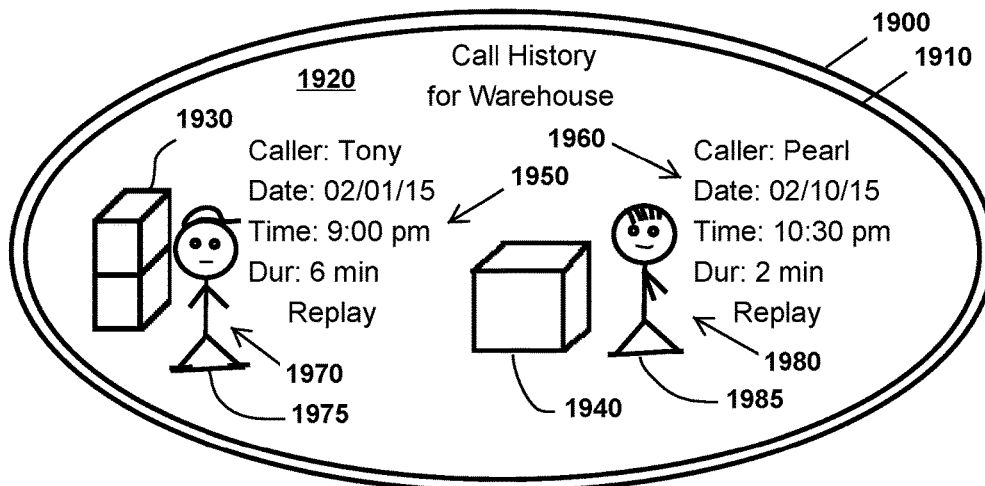 1900
Call History
1910
1920
for Warehouse
1930
1960
Caller: Tony
Caller: Pearl
1950
Date: 02/01/15
Date: 02/10/15
Time: 9:00 pm
Time: 10:30 pm
Dur: 6 min
Dur: 2 min
Replay
Replay
1970
1980
1975
1940
1985